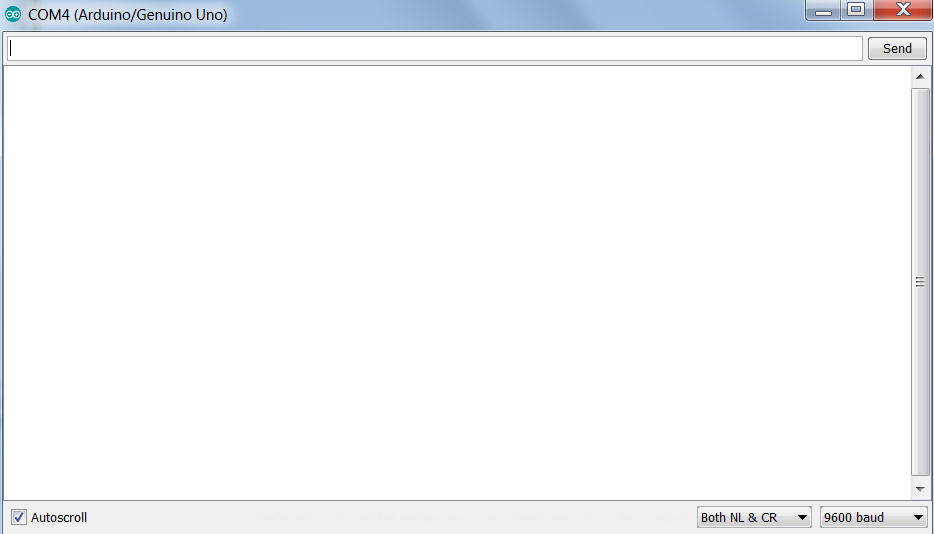 COM4 (Arduino/Genuino Uno)
Send
Autoscroll
Both NL & CR
9600 baud